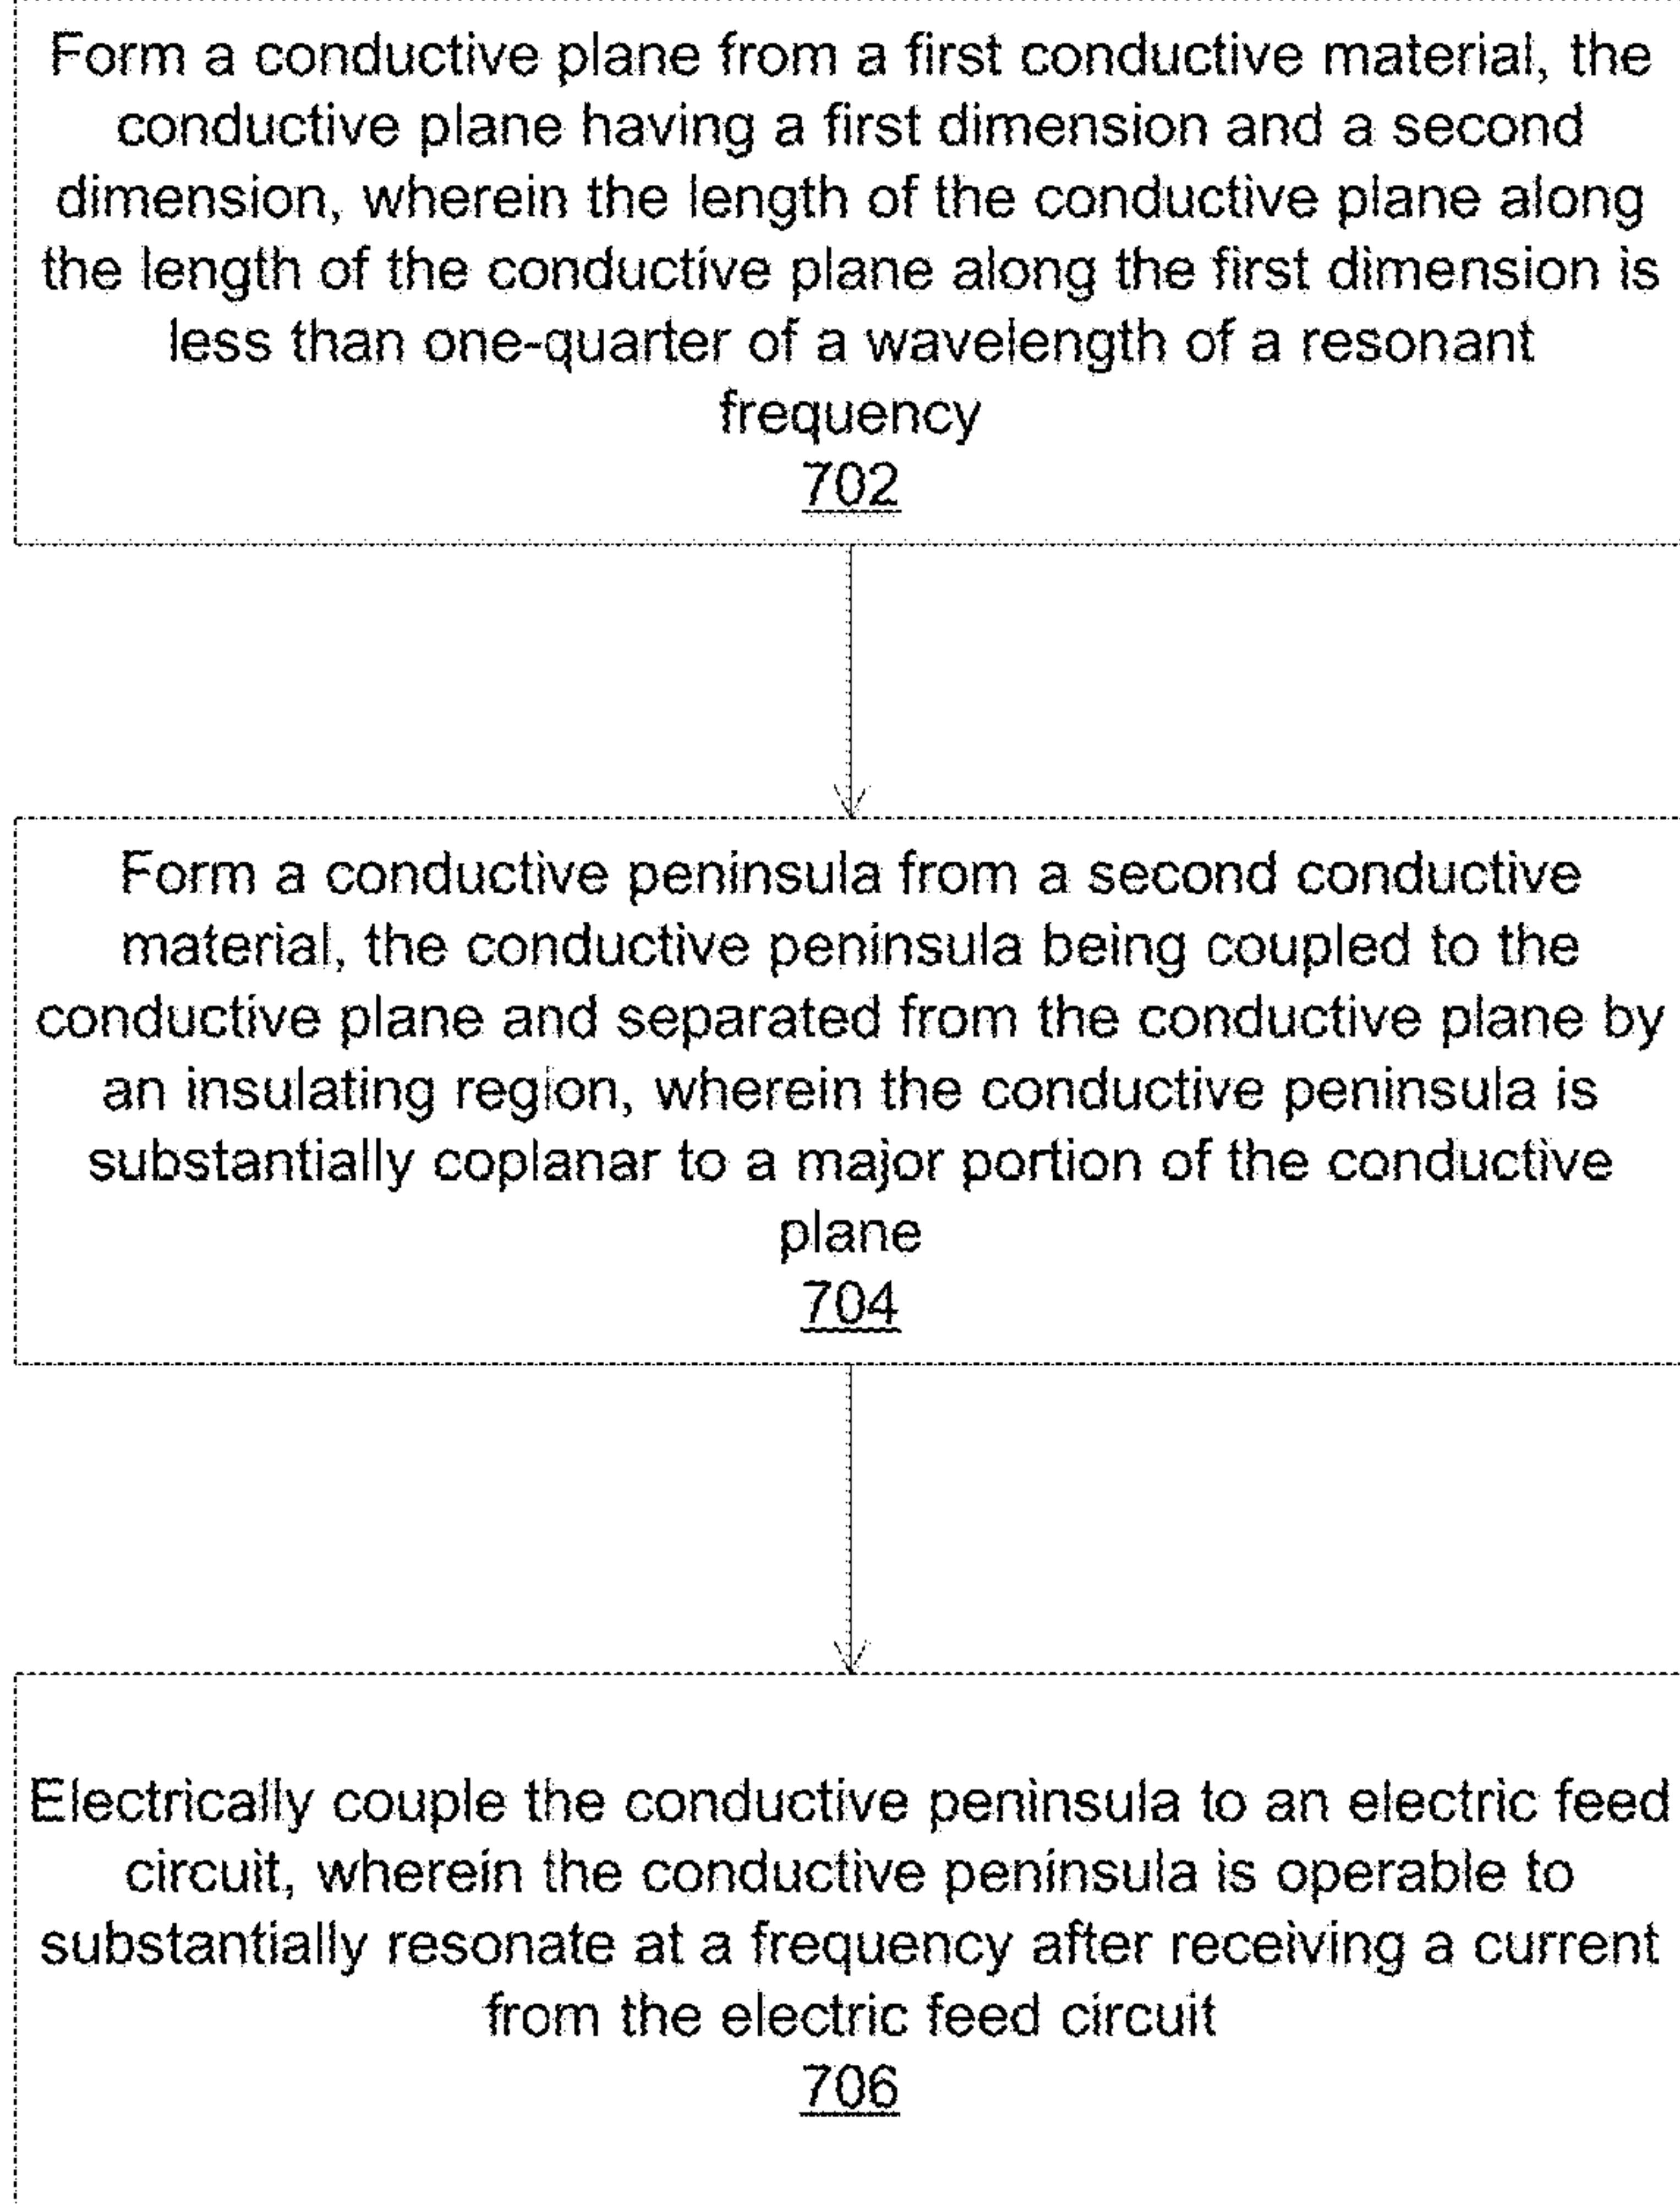 Form a conductive plane from a first conductive material, the
conductive plane having a first dimension and a second
dimension, wherein the length of the conductive plane along
the length of the conductive plane along the first dimension is
less than one-quarter of a wavelength of a resonant
frequency
702
Form a conductive peninsula from a second conductive
material, the conductive peninsula being coupled to the
conductive plane and separated from the conductive plane by
an insulating region, wherein the conductive peninsula is
substantially coplanar to a major portion of the conductive
plane
704
Electrically couple the conductive peninsula to an electric feed
circuit, wherein the conductive peninsula is operable to
substantially resonate at a frequency after receiving a current
from the electric feed circuit
706